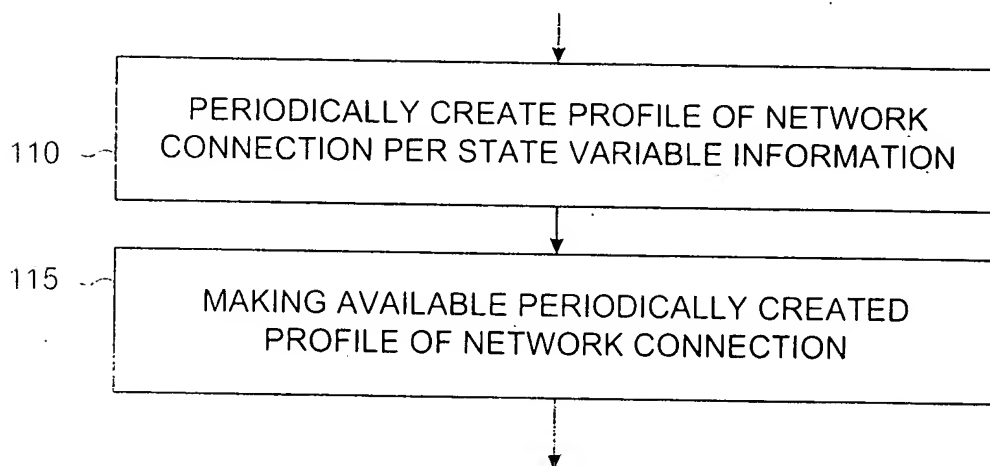 PERIODICALLY CREATE PROFILE OF NETWORK
110
CONNECTION PER STATE VARIABLE INFORMATION
115
MAKING AVAILABLE PERIODICALLY CREATED
PROFILE OF NETWORK CONNECTION